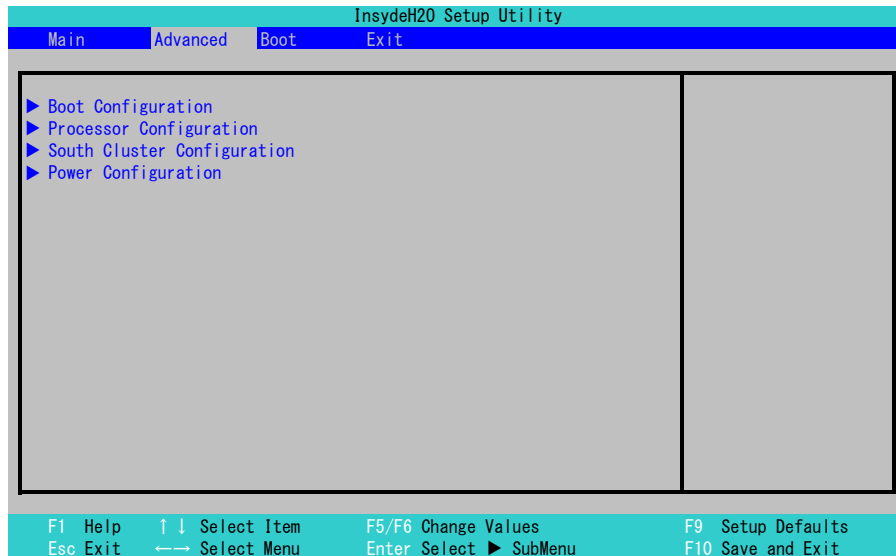 InsydeH2O Setup Utility
Main Advanced Boot Exit
▶ Boot Configuration
▶ Processor Configuration
▶ South Cluster Configuration
▶ Power Configuration
F1 Help ↑↓ Select Item F5/F6 Change Values F9 Setup Defaults
Esc Exit ←→ Select Menu Enter Select ▶ SubMenu F10 Save and Exit